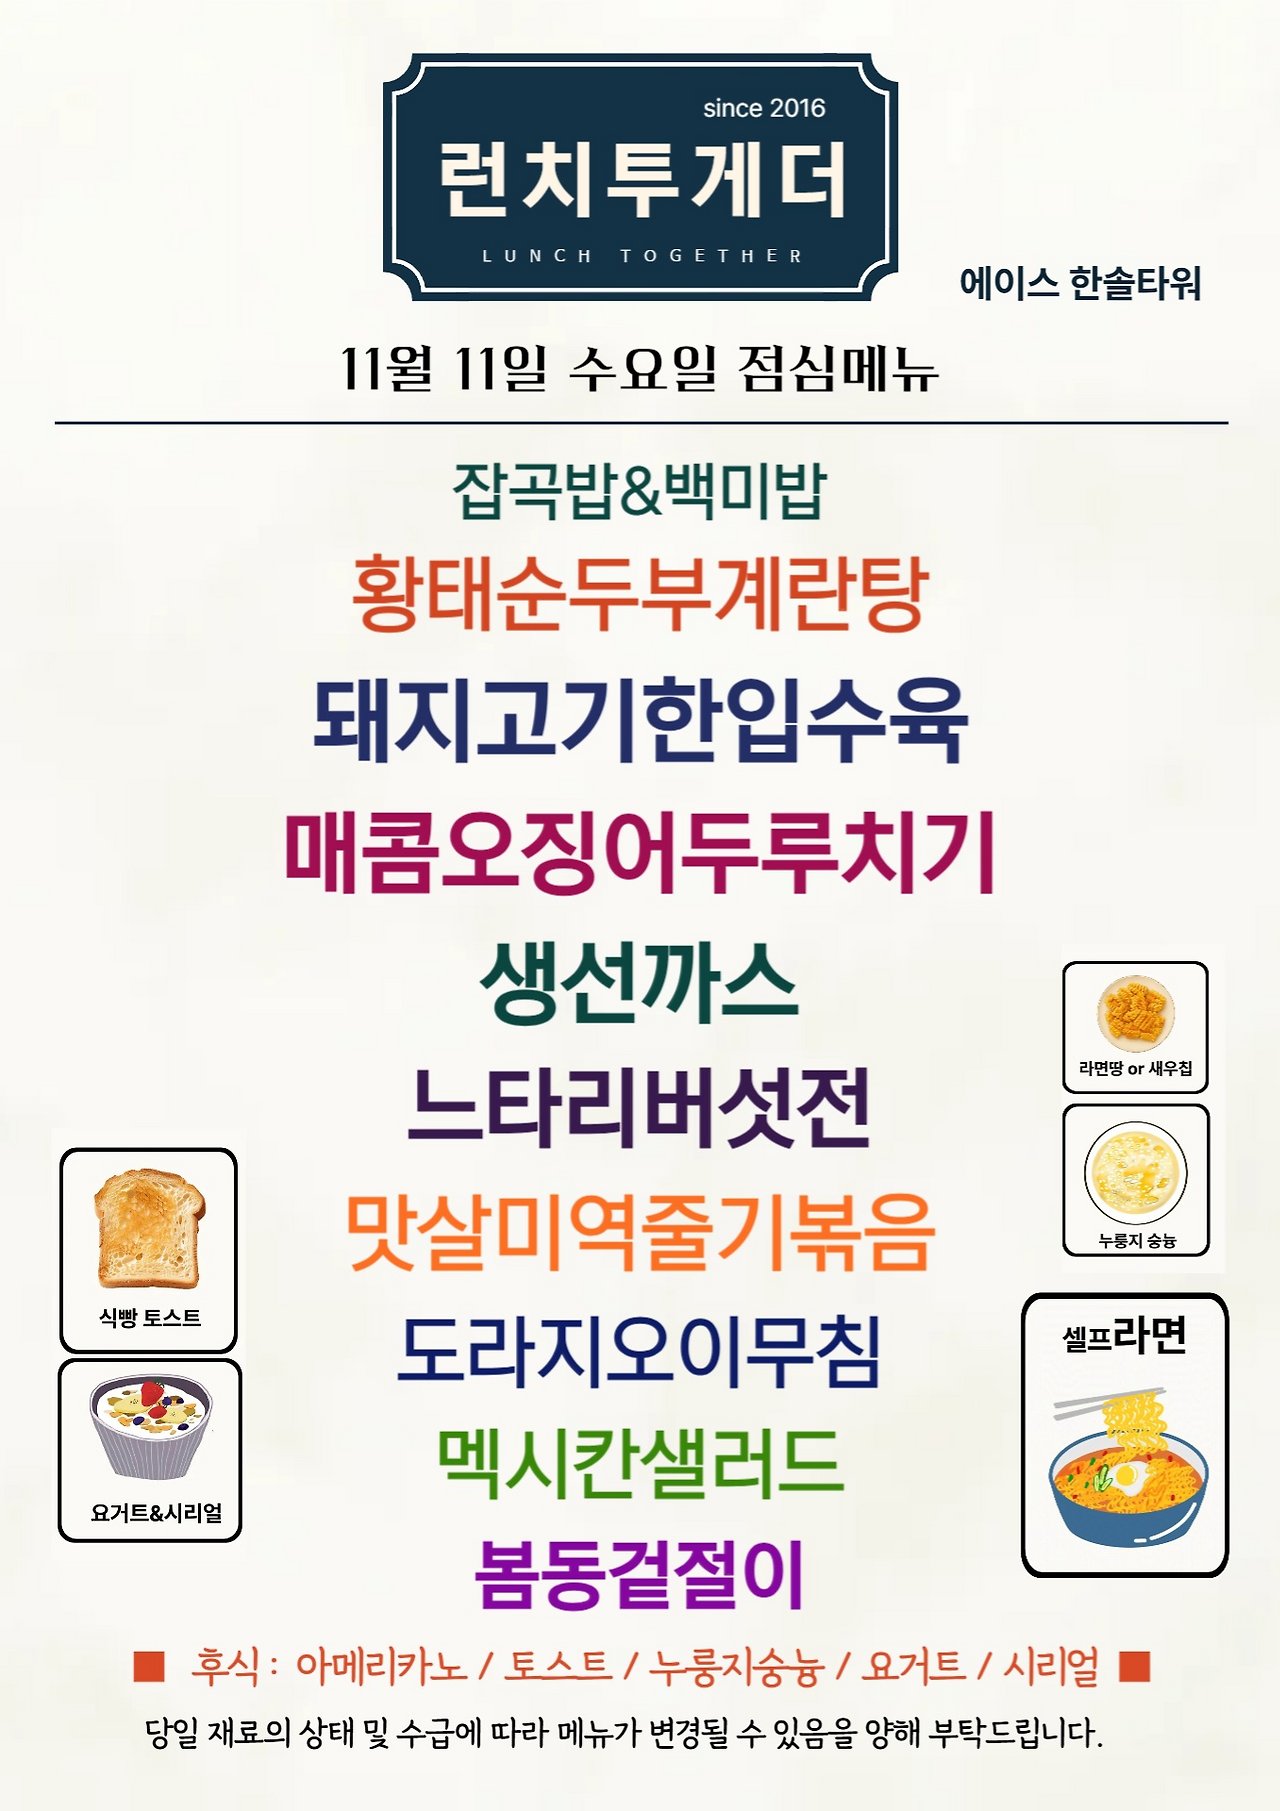 since 2016
런치투게더
LUNCH TOGETHER
에이스 한솔타워
11월 11일 수요일 점심메뉴
잡곡밥&백미밥
황태순두부계란탕
돼지고기한입수육
매콤오징어두루치기
생선까스
느타리버섯전
맛살미역줄기볶음
도라지오이무침
멕시칸샐러드
봄동겉절이
라면땅 or 새우칩
누룽지 숭늉
셀프라면
식빵 토스트
요거트&시리얼
■ 후식 : 아메리카노 / 토스트 / 누룽지숭늉 / 요거트 / 시리얼 ■
당일 재료의 상태 및 수급에 따라 메뉴가 변경될 수 있음을 양해 부탁드립니다.